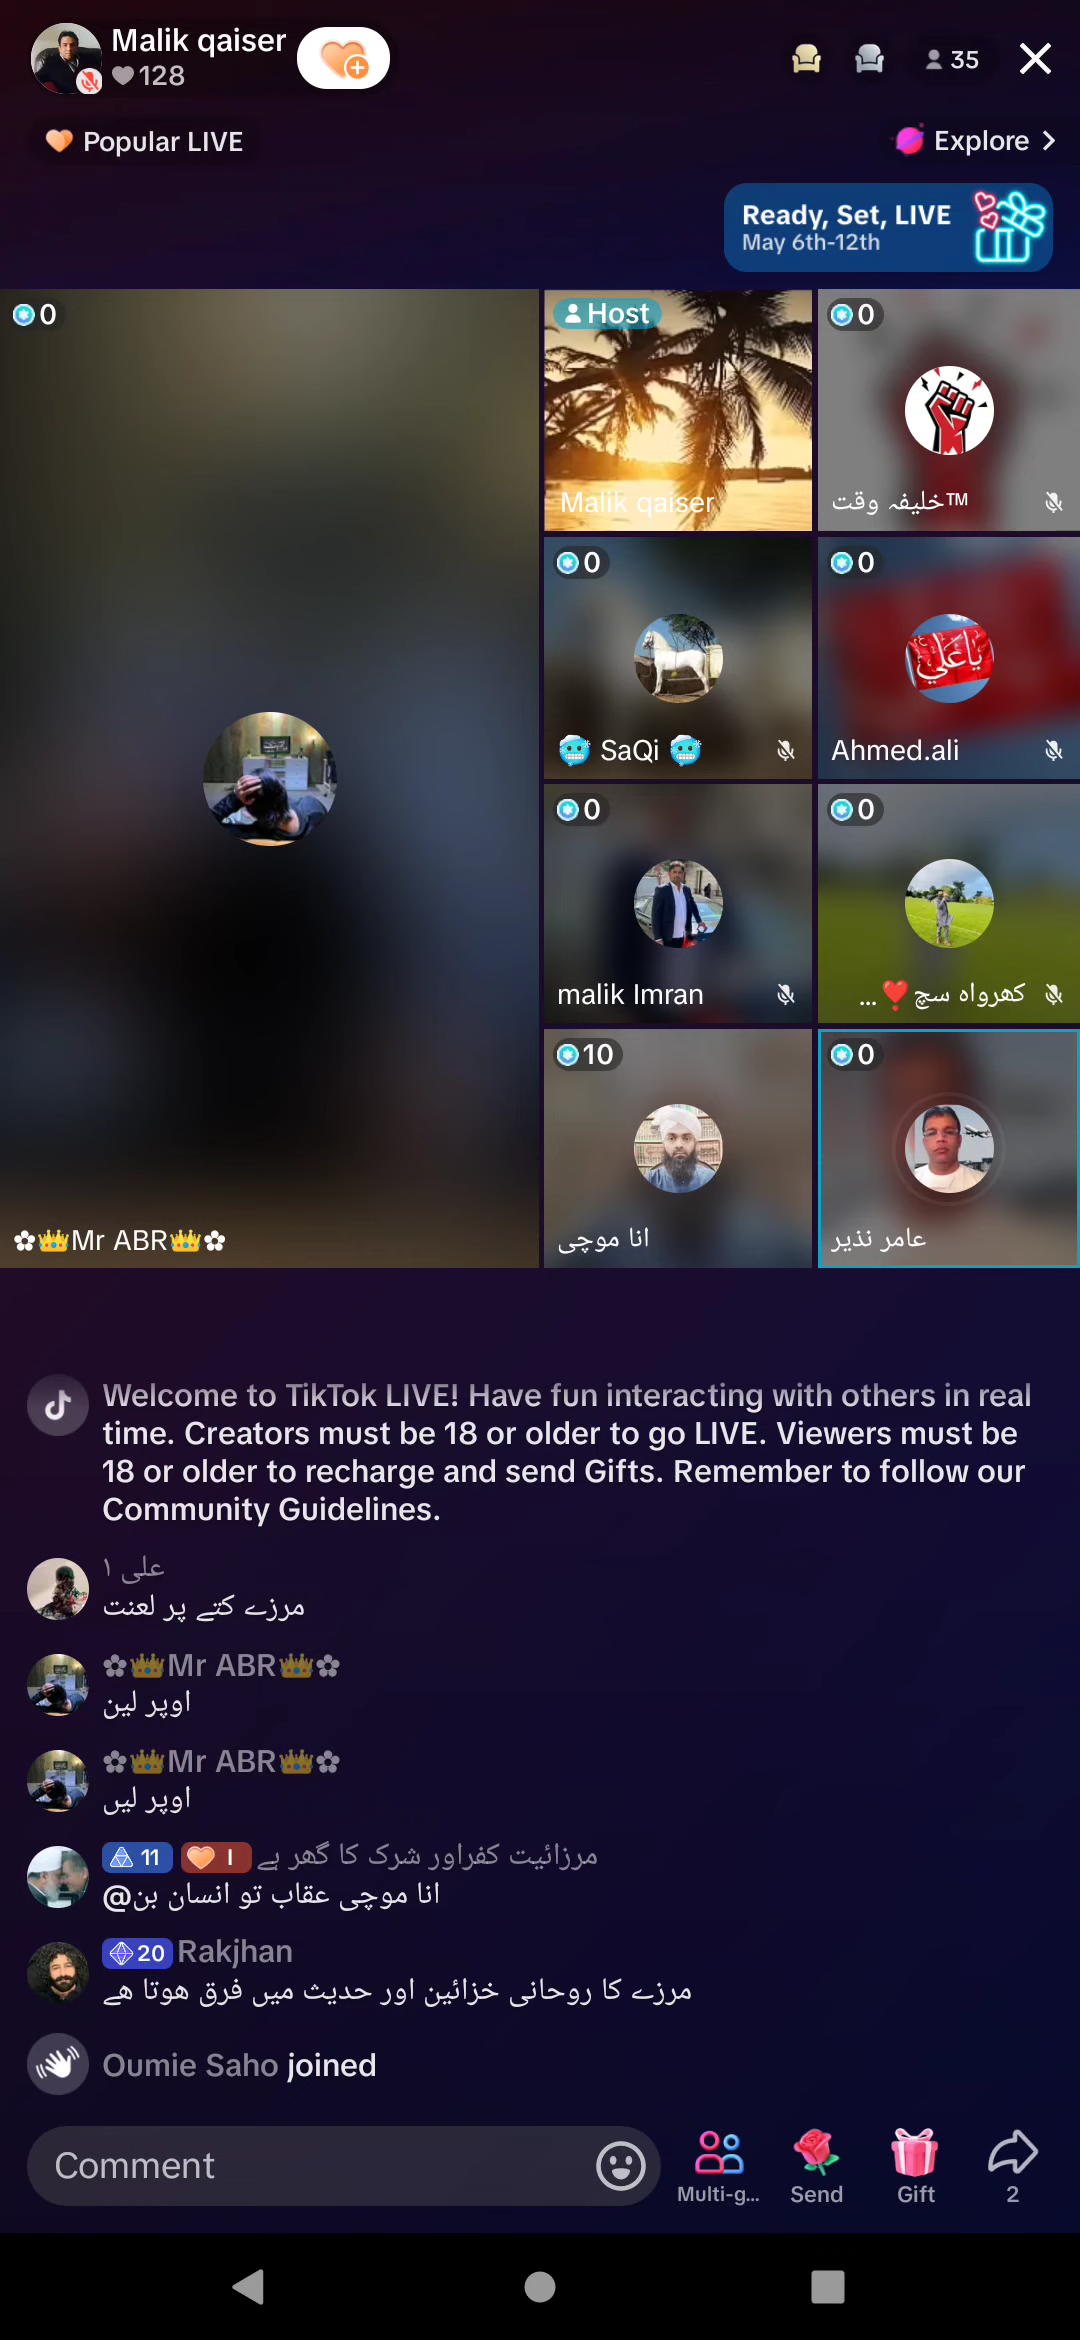 Malik qaiser
128
35
Popular LIVE
Explore
Ready, Set, LIVE
May 6th-12th
0
Host
Malik qaiser
0
خلیفہ وقت™
0
SaQi
0
ياعلي
Ahmed.ali
0
malik Imran
0
کھرواہ سچ❤️...
10
انا موچی
0
عامر نذیر
✿👑Mr ABR👑✿
Welcome to TikTok LIVE! Have fun interacting with others in real
time. Creators must be 18 or older to go LIVE. Viewers must be
18 or older to recharge and send Gifts. Remember to follow our
Community Guidelines.
علی ۱
مرزے کتے پر لعنت
✿👑Mr ABR👑✿
اوپر لین
✿👑Mr ABR👑✿
اوپر لیں
11 I مرزائیت کفراور شرک کا گھر ہے
@انا موچی عقاب تو انسان بن
20 Rakjhan
مرزے کا روحانی خزائین اور حدیث میں فرق ھوتا ھے
Oumie Saho joined
Comment
Multi-g...
Send
Gift
2